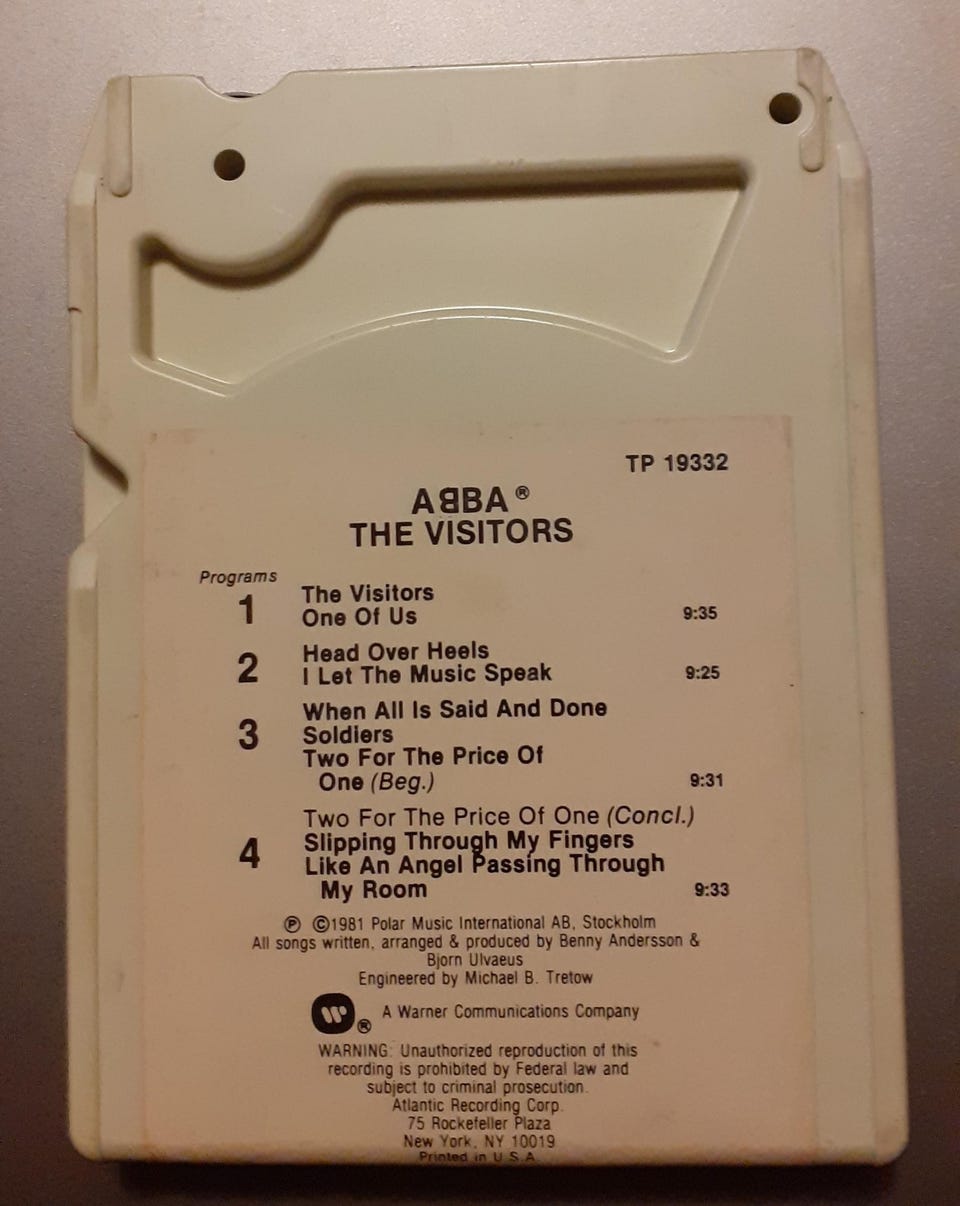 TP 19332
ABBA®
THE VISITORS
Programs
1
The Visitors
One Of Us 9:35
2
Head Over Heels
I Let The Music Speak 9:25
3
When All Is Said And Done
Soldiers
Two For The Price Of
One (Beg.) 9:31
4
Two For The Price Of One (Concl.)
Slipping Through My Fingers
Like An Angel Passing Through
My Room 9:33
℗ ©1981 Polar Music International AB, Stockholm
All songs written, arranged & produced by Benny Andersson &
Bjorn Ulvaeus
Engineered by Michael B. Tretow
® A Warner Communications Company
WARNING: Unauthorized reproduction of this
recording is prohibited by Federal law and
subject to criminal prosecution.
Atlantic Recording Corp.
75 Rockefeller Plaza
New York, NY 10019
Printed in U.S.A.